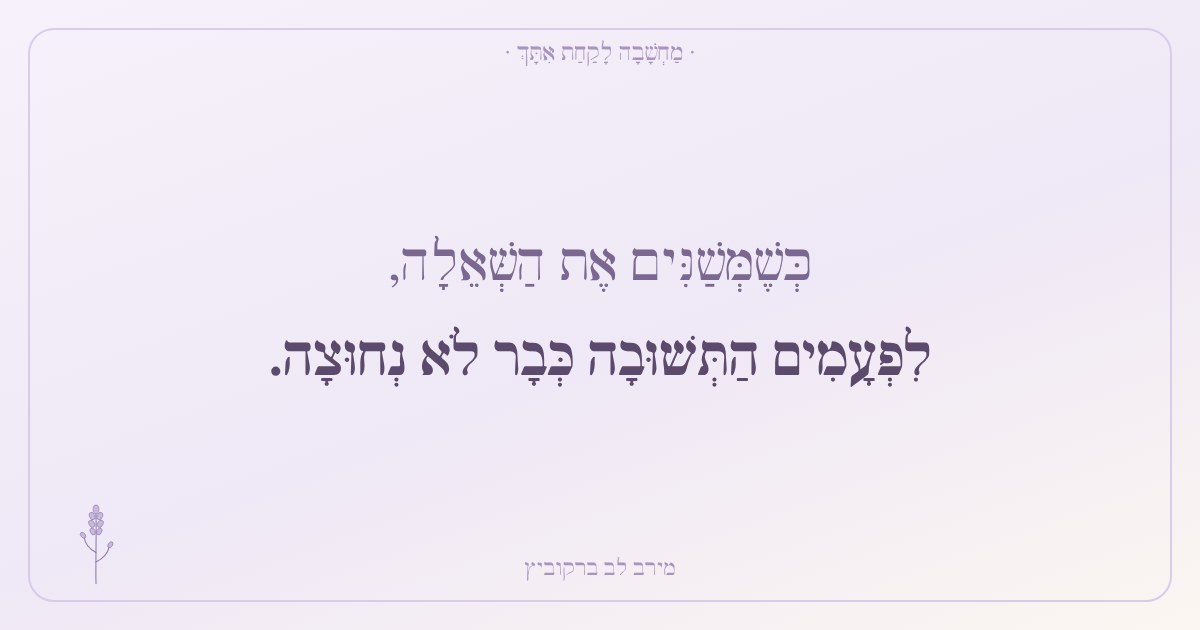 · מַחְשָׁבָה לָקַחַת אִתָּךְ ·
כְּשֶׁמְּשַׁנִּים אֶת הַשְּׁאֵלָה,
לִפְעָמִים הַתְּשׁוּבָה כְּבָר לֹא נְחוּצָה.
מירב לב ברקוביץ